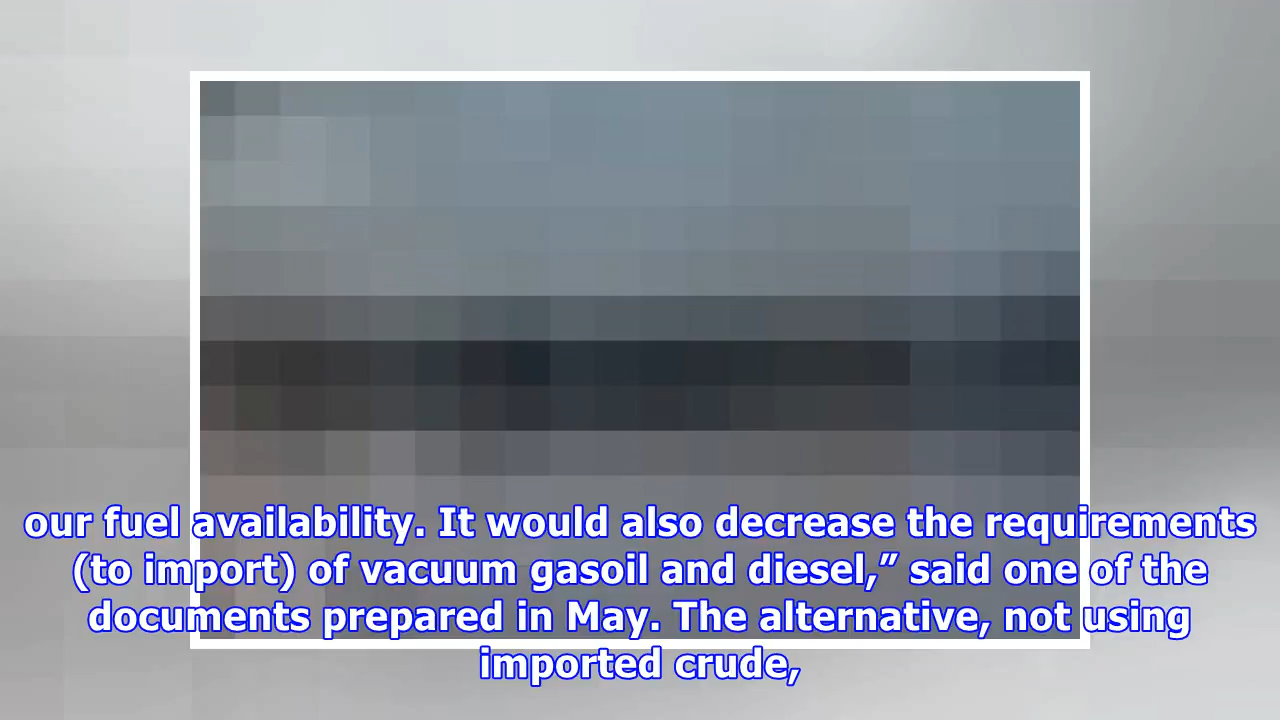 our fuel availability. It would also decrease the requirements
(to import) of vacuum gasoil and diesel,” said one of the
documents prepared in May. The alternative, not using
imported crude,